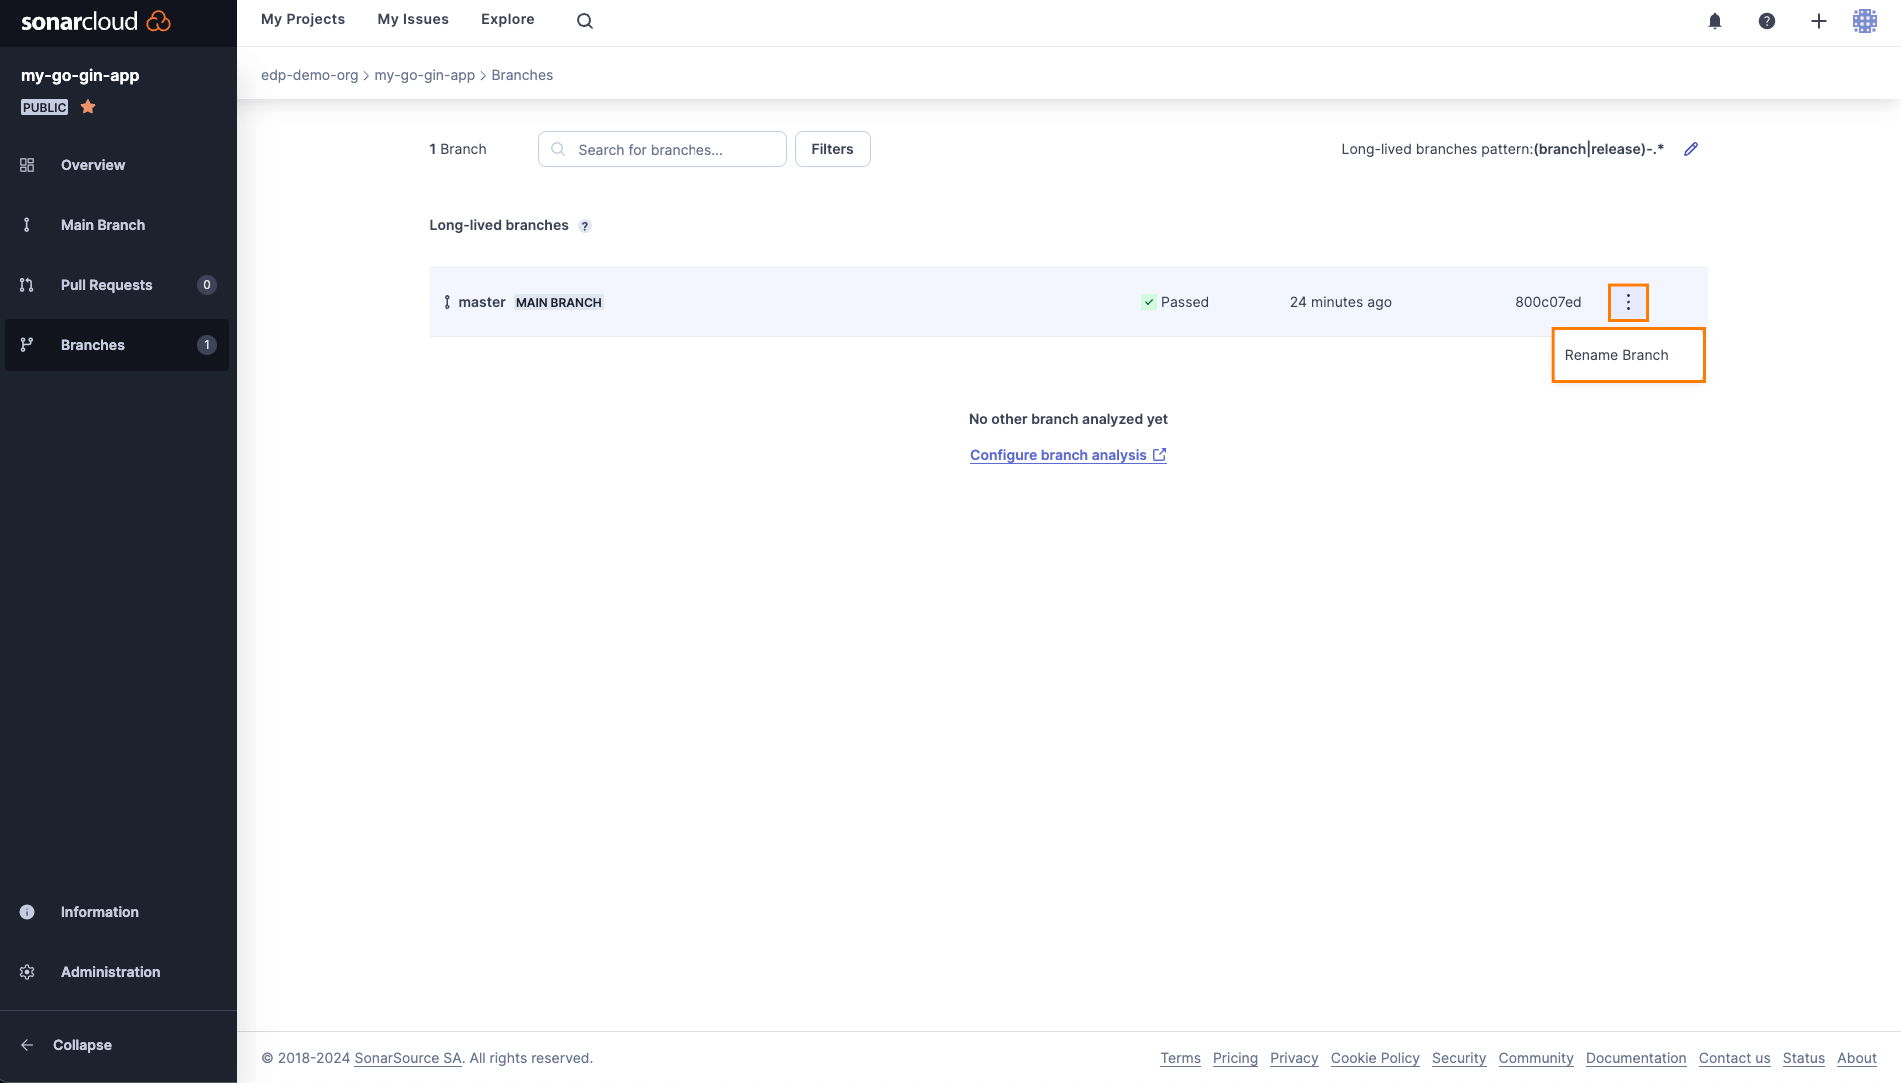 sonarcloud
My Projects My Issues Explore ?
my-go-gin-app
PUBLIC
edp-demo-org > my-go-gin-app > Branches
Overview
Main Branch
Pull Requests 0
Branches 1
1 Branch Search for branches... Filters Long-lived branches pattern:(branch|release)-.*
Long-lived branches ?
master MAIN BRANCH Passed 24 minutes ago 800c07ed
Rename Branch
No other branch analyzed yet
Configure branch analysis
Information
Administration
Collapse
© 2018-2024 SonarSource SA. All rights reserved. Terms Pricing Privacy Cookie Policy Security Community Documentation Contact us Status About